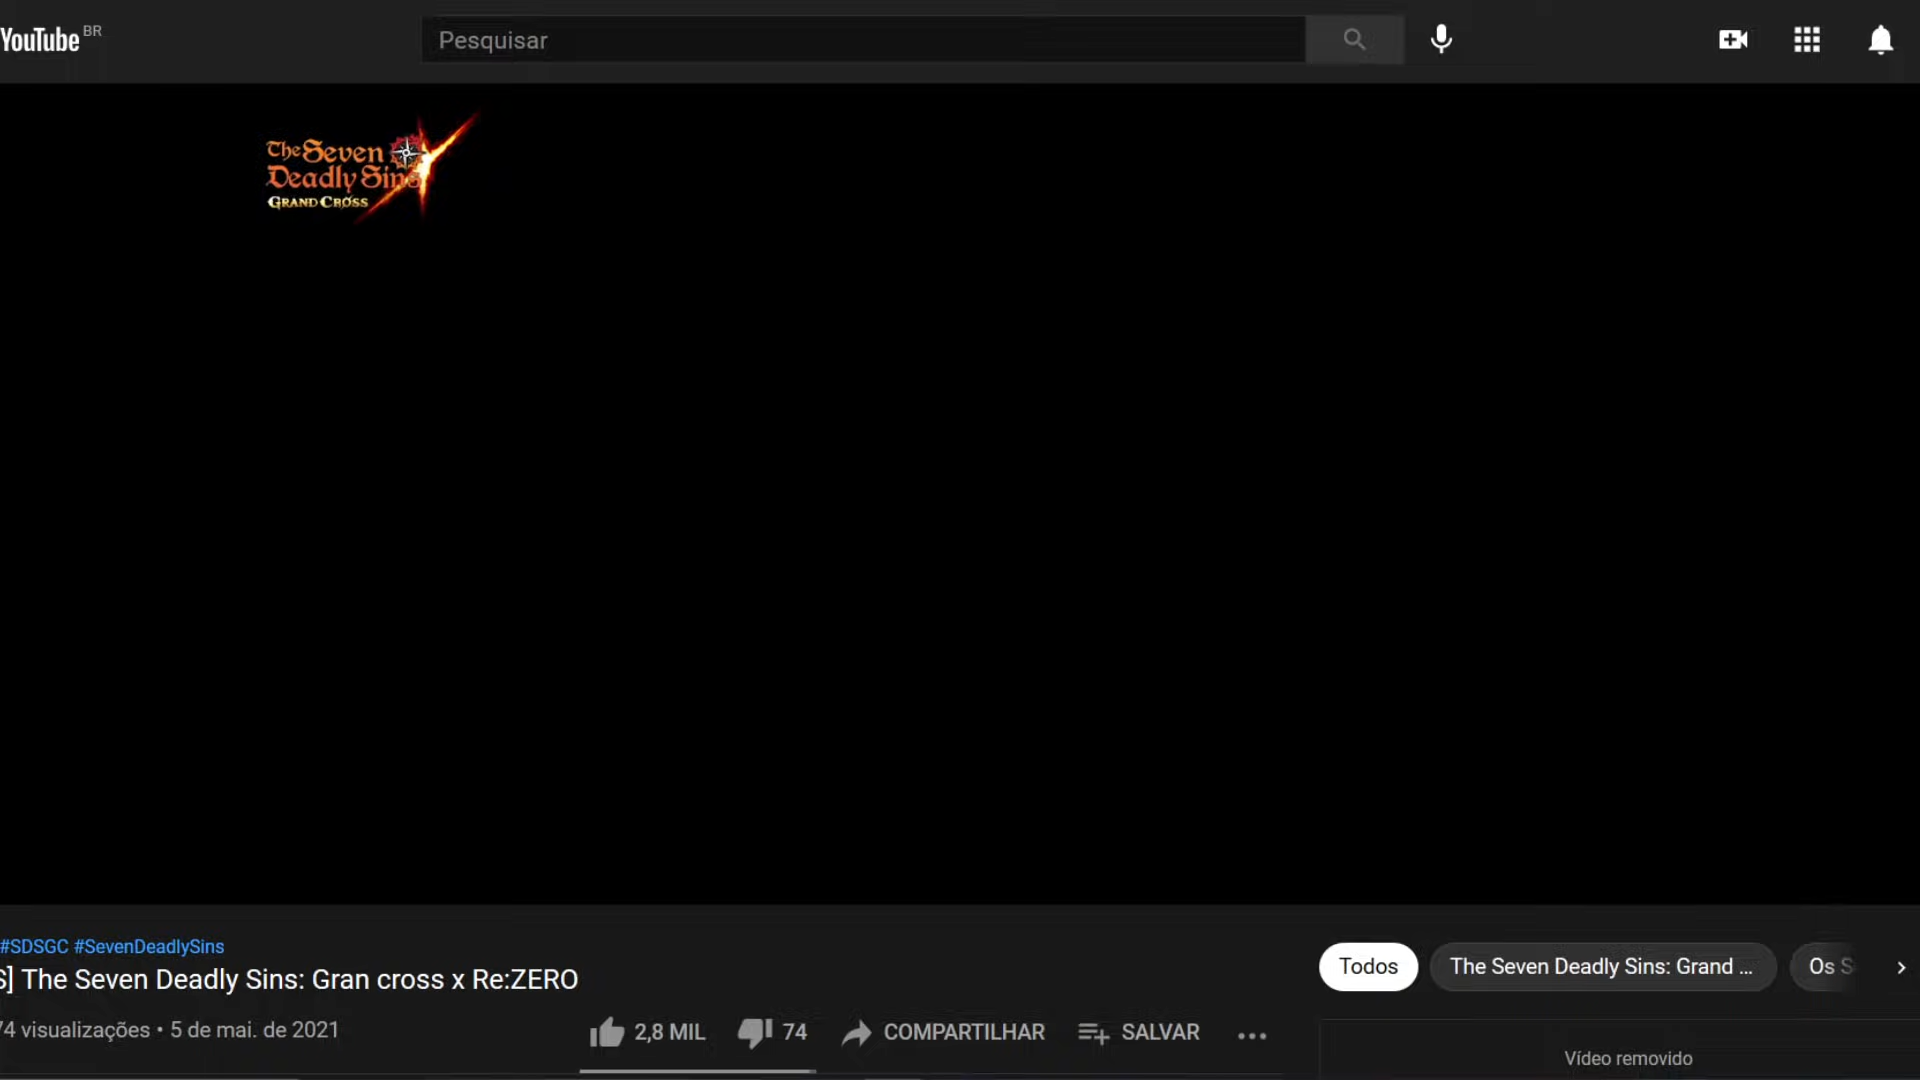 YouTube BR
Pesquisar
The Seven
Deadly Sins
GRAND CROSS
#SDSGC #SevenDeadlySins
S] The Seven Deadly Sins: Gran cross x Re:ZERO
74 visualizações • 5 de mai. de 2021
2,8 MIL
74
COMPARTILHAR
SALVAR
Todos
The Seven Deadly Sins: Grand ...
Os S
Vídeo removido